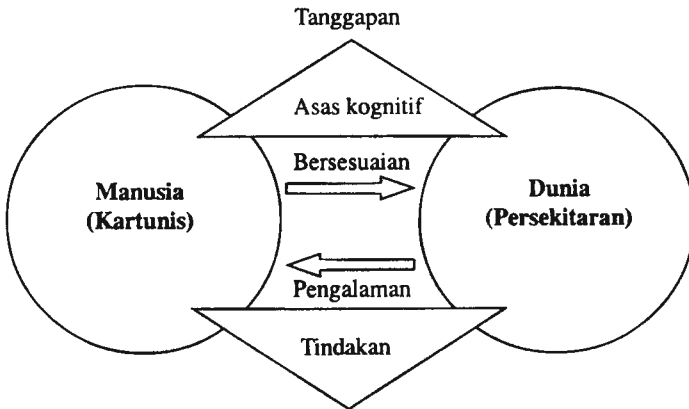 Tanggapan
Asas kognitif
Bersesuaian
Manusia
(Kartunis)
Dunia
(Persekitaran)
Pengalaman
Tindakan